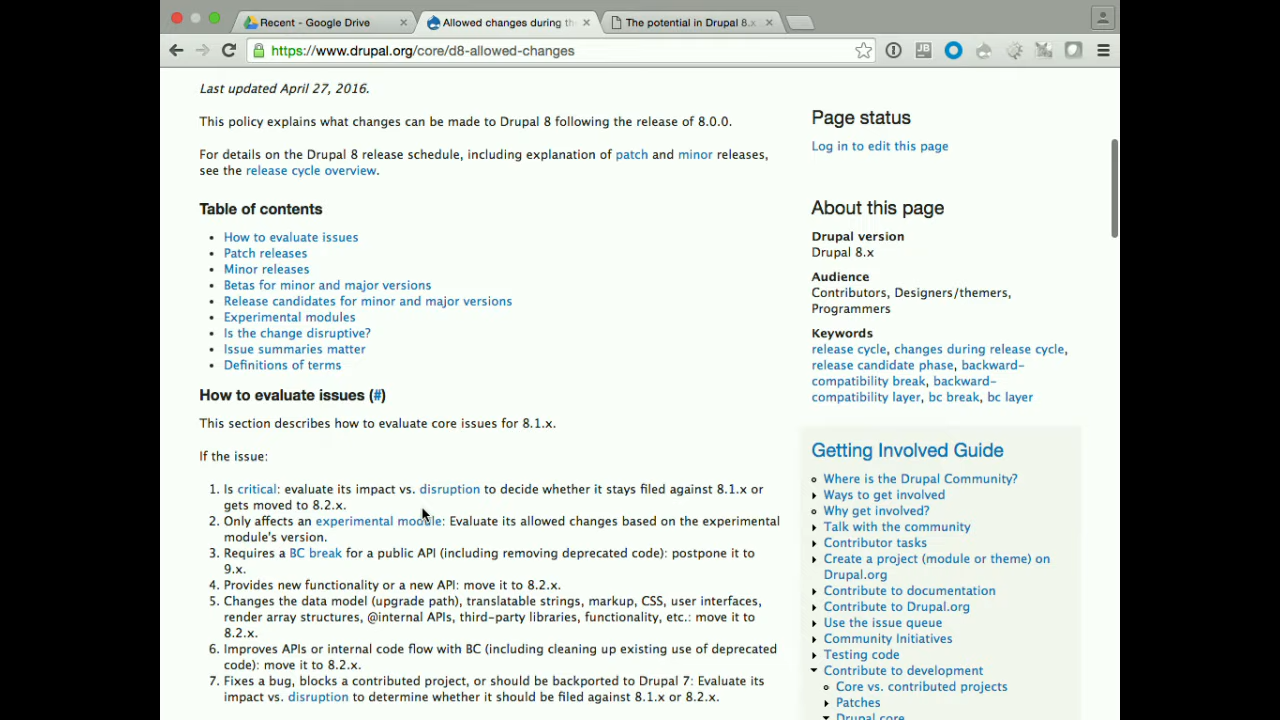 Recent - Google Drive
Allowed changes during th
The potential in Drupal 8.x
https://www.drupal.org/core/d8-allowed-changes
Last updated April 27, 2016.
This policy explains what changes can be made to Drupal 8 following the release of 8.0.0.
For details on the Drupal 8 release schedule, including explanation of patch and minor releases,
see the release cycle overview.
Table of contents
How to evaluate issues
Patch releases
Minor releases
Betas for minor and major versions
Release candidates for minor and major versions
Experimental modules
Is the change disruptive?
Issue summaries matter
Definitions of terms
How to evaluate issues (#)
This section describes how to evaluate core issues for 8.1.x.
If the issue:
1. Is critical: evaluate its impact vs. disruption to decide whether it stays filed against 8.1.x or
gets moved to 8.2.x.
2. Only affects an experimental module: Evaluate its allowed changes based on the experimental
module's version.
3. Requires a BC break for a public API (including removing deprecated code): postpone it to
9.x.
4. Provides new functionality or a new API: move it to 8.2.x.
5. Changes the data model (upgrade path), translatable strings, markup, CSS, user interfaces,
render array structures, @internal APIs, third-party libraries, functionality, etc.: move it to
8.2.x.
6. Improves APIs or internal code flow with BC (including cleaning up existing use of deprecated
code): move it to 8.2.x.
7. Fixes a bug, blocks a contributed project, or should be backported to Drupal 7: Evaluate its
impact vs. disruption to determine whether it should be filed against 8.1.x or 8.2.x.
Page status
Log in to edit this page
About this page
Drupal version
Drupal 8.x
Audience
Contributors, Designers/themers,
Programmers
Keywords
release cycle, changes during release cycle,
release candidate phase, backward-
compatibility break, backward-
compatibility layer, bc break, bc layer
Getting Involved Guide
Where is the Drupal Community?
Ways to get involved
Why get involved?
Talk with the community
Contributor tasks
Create a project (module or theme) on
Drupal.org
Contribute to documentation
Contribute to Drupal.org
Use the issue queue
Community Initiatives
Testing code
Contribute to development
Core vs. contributed projects
Patches
Drupal core